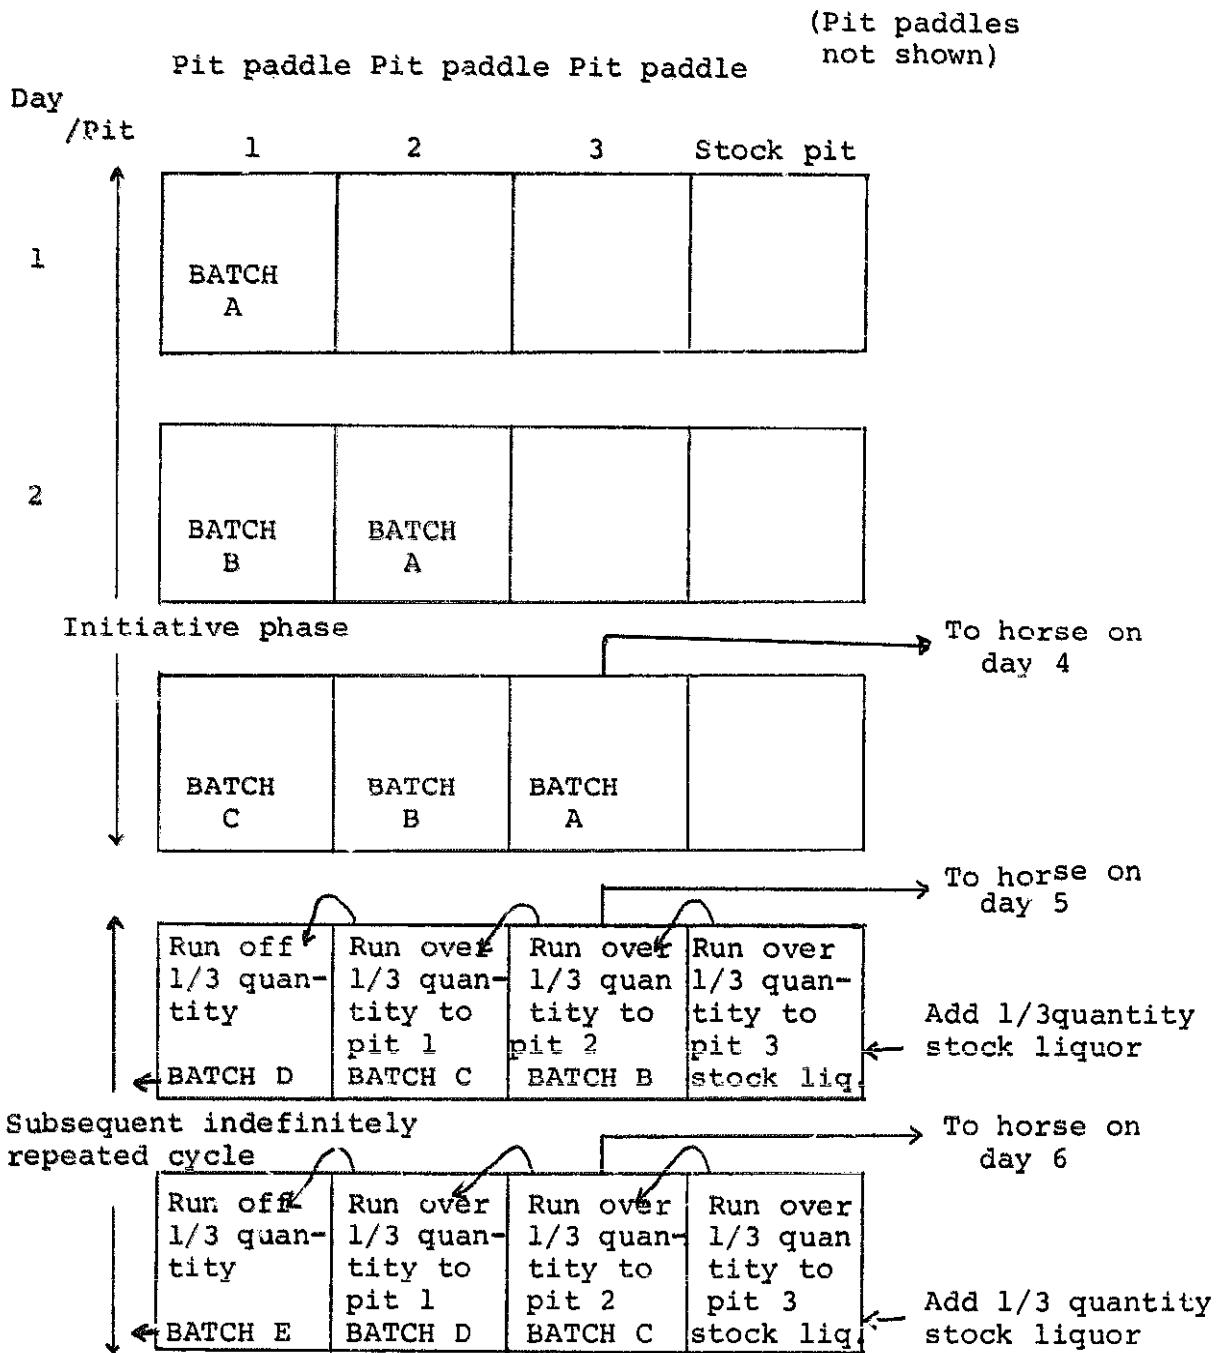 (Pit paddles
not shown)
Pit paddle Pit paddle Pit paddle
Day
/Pit
1 2 3 Stock pit
1
BATCH
A
2
BATCH BATCH
B A
Initiative phase
To horse on
day 4
BATCH BATCH BATCH
C B A
To horse on
day 5
Run off Run over Run over Run over
1/3 quan- 1/3 quan- 1/3 quan 1/3 quan-
tity tity to tity to tity to
pit 1 pit 2 pit 3
BATCH D BATCH C BATCH B stock liq.
Add 1/3quantity
stock liquor
Subsequent indefinitely
repeated cycle
To horse on
day 6
Run off Run over Run over Run over
1/3 quan- 1/3 quan- 1/3 quan- 1/3 quan
tity tity to tity to tity to
pit 1 pit 2 pit 3
BATCH E BATCH D BATCH C stock liq.
Add 1/3 quantity
stock liquor